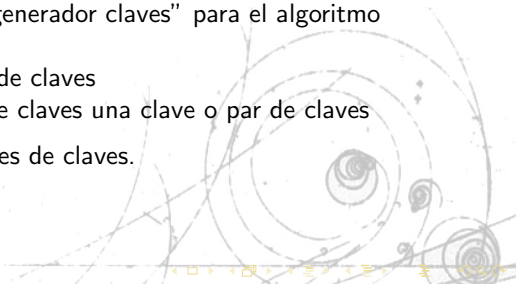 generador claves” para el algoritmo
de claves
claves una clave o par de claves
es de claves.